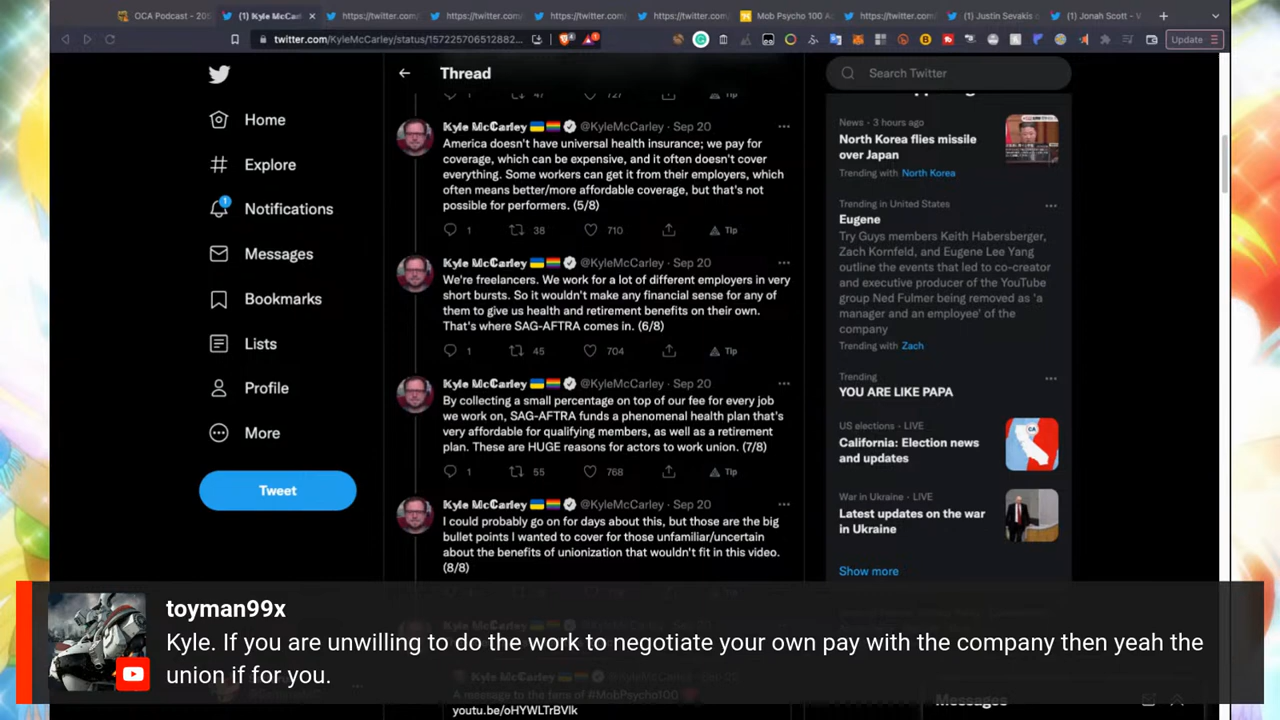 OCA Podcast - 205
(1) Kyle McCarl
https://twitter.com/
https://twitter.com/
https://twitter.com/
https://twitter.com/
Mob Psycho 100 A
https://twitter.com/
(1) Justin Sevakis
(1) Jonah Scott - V
twitter.com/KyleMcCarley/status/157225706512882...
Update
Home
Explore
Notifications
1
Messages
Bookmarks
Lists
Profile
More
Tweet
Thread
1 47 727 Tip
Kyle McCarley @KyleMcCarley · Sep 20
America doesn't have universal health insurance; we pay for
coverage, which can be expensive, and it often doesn't cover
everything. Some workers can get it from their employers, which
often means better/more affordable coverage, but that's not
possible for performers. (5/8)
1 38 710 Tip
Kyle McCarley @KyleMcCarley · Sep 20
We're freelancers. We work for a lot of different employers in very
short bursts. So it wouldn't make any financial sense for any of
them to give us health and retirement benefits on their own.
That's where SAG-AFTRA comes in. (6/8)
1 45 704 Tip
Kyle McCarley @KyleMcCarley · Sep 20
By collecting a small percentage on top of our fee for every job
we work on, SAG-AFTRA funds a phenomenal health plan that's
very affordable for qualifying members, as well as a retirement
plan. These are HUGE reasons for actors to work union. (7/8)
1 55 768 Tip
Kyle McCarley @KyleMcCarley · Sep 20
I could probably go on for days about this, but those are the big
bullet points I wanted to cover for those unfamiliar/uncertain
about the benefits of unionization that wouldn't fit in this video.
(8/8)
A message to the fans of #MobPsycho100
youtu.be/oHYWLTrBVlk
Search Twitter
News · 3 hours ago
North Korea flies missile
over Japan
Trending with North Korea
Trending in United States
Eugene
Try Guys members Keith Habersberger,
Zach Kornfeld, and Eugene Lee Yang
outline the events that led to co-creator
and executive producer of the YouTube
group Ned Fulmer being removed as 'a
manager and an employee' of the
company
Trending with Zach
Trending
YOU ARE LIKE PAPA
US elections · LIVE
California: Election news
and updates
CA
War in Ukraine · LIVE
Latest updates on the war
in Ukraine
Show more
Messages
toyman99x
Kyle. If you are unwilling to do the work to negotiate your own pay with the company then yeah the
union if for you.